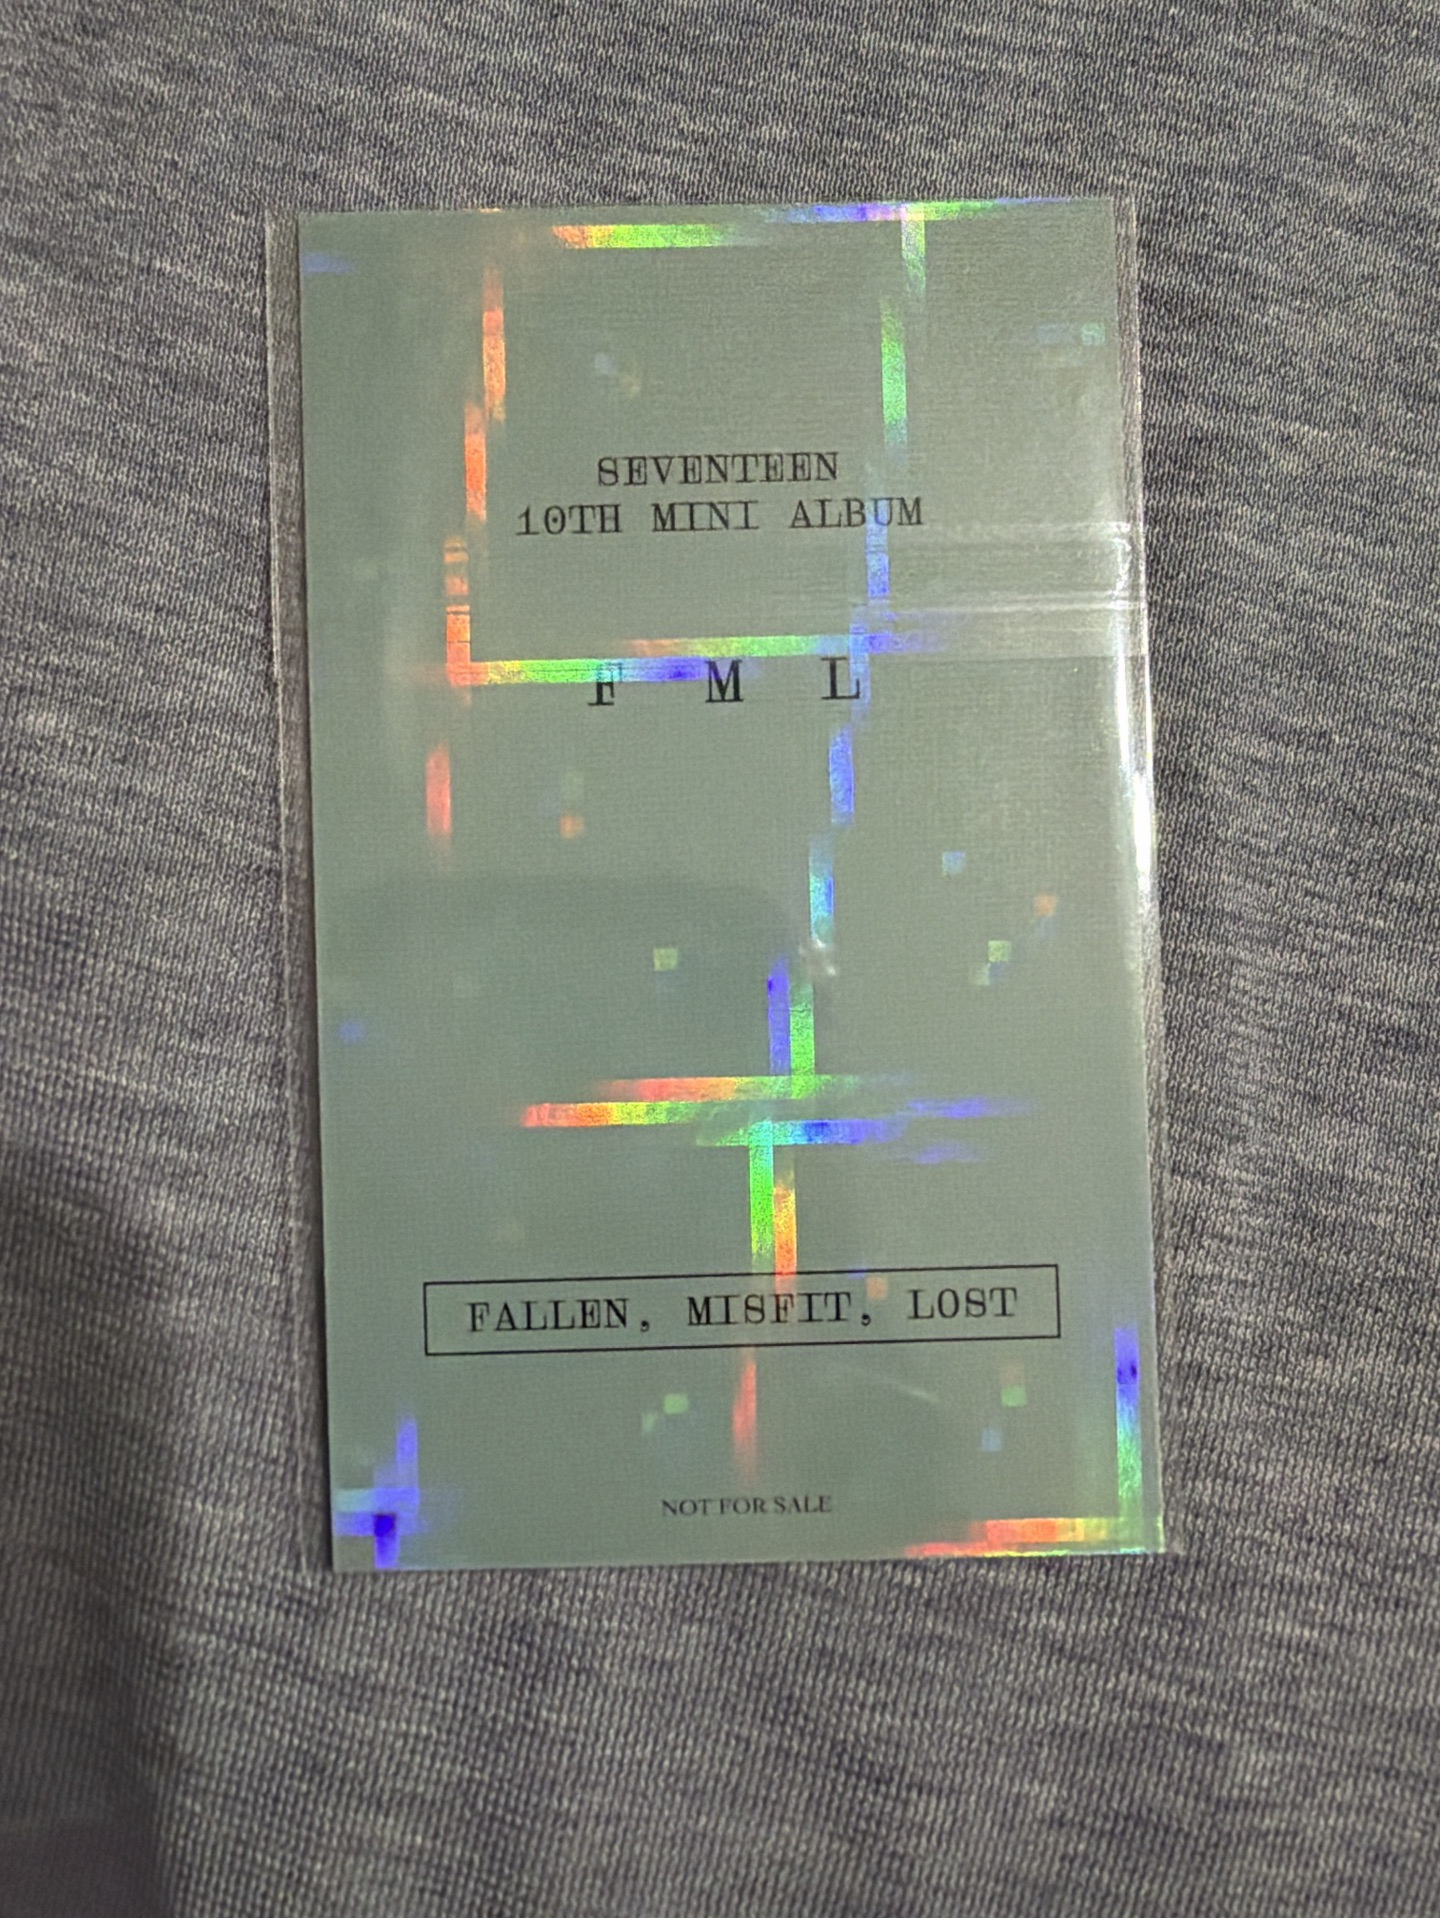 SEVENTEEN
10TH MINI ALBUM
F M L
FALLEN, MISFIT, LOST
NOT FOR SALE